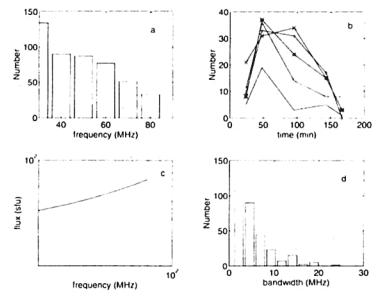 150
100
50
0
Number
a
40 60 80
frequency (MHz)
40
30
20
10
0
Number
b
0 50 100 150 200
time (min)
10²
flux (sfu)
c
10²
frequency (MHz)
150
100
50
0
Number
d
0 10 20 30
bandwidth (MHz)